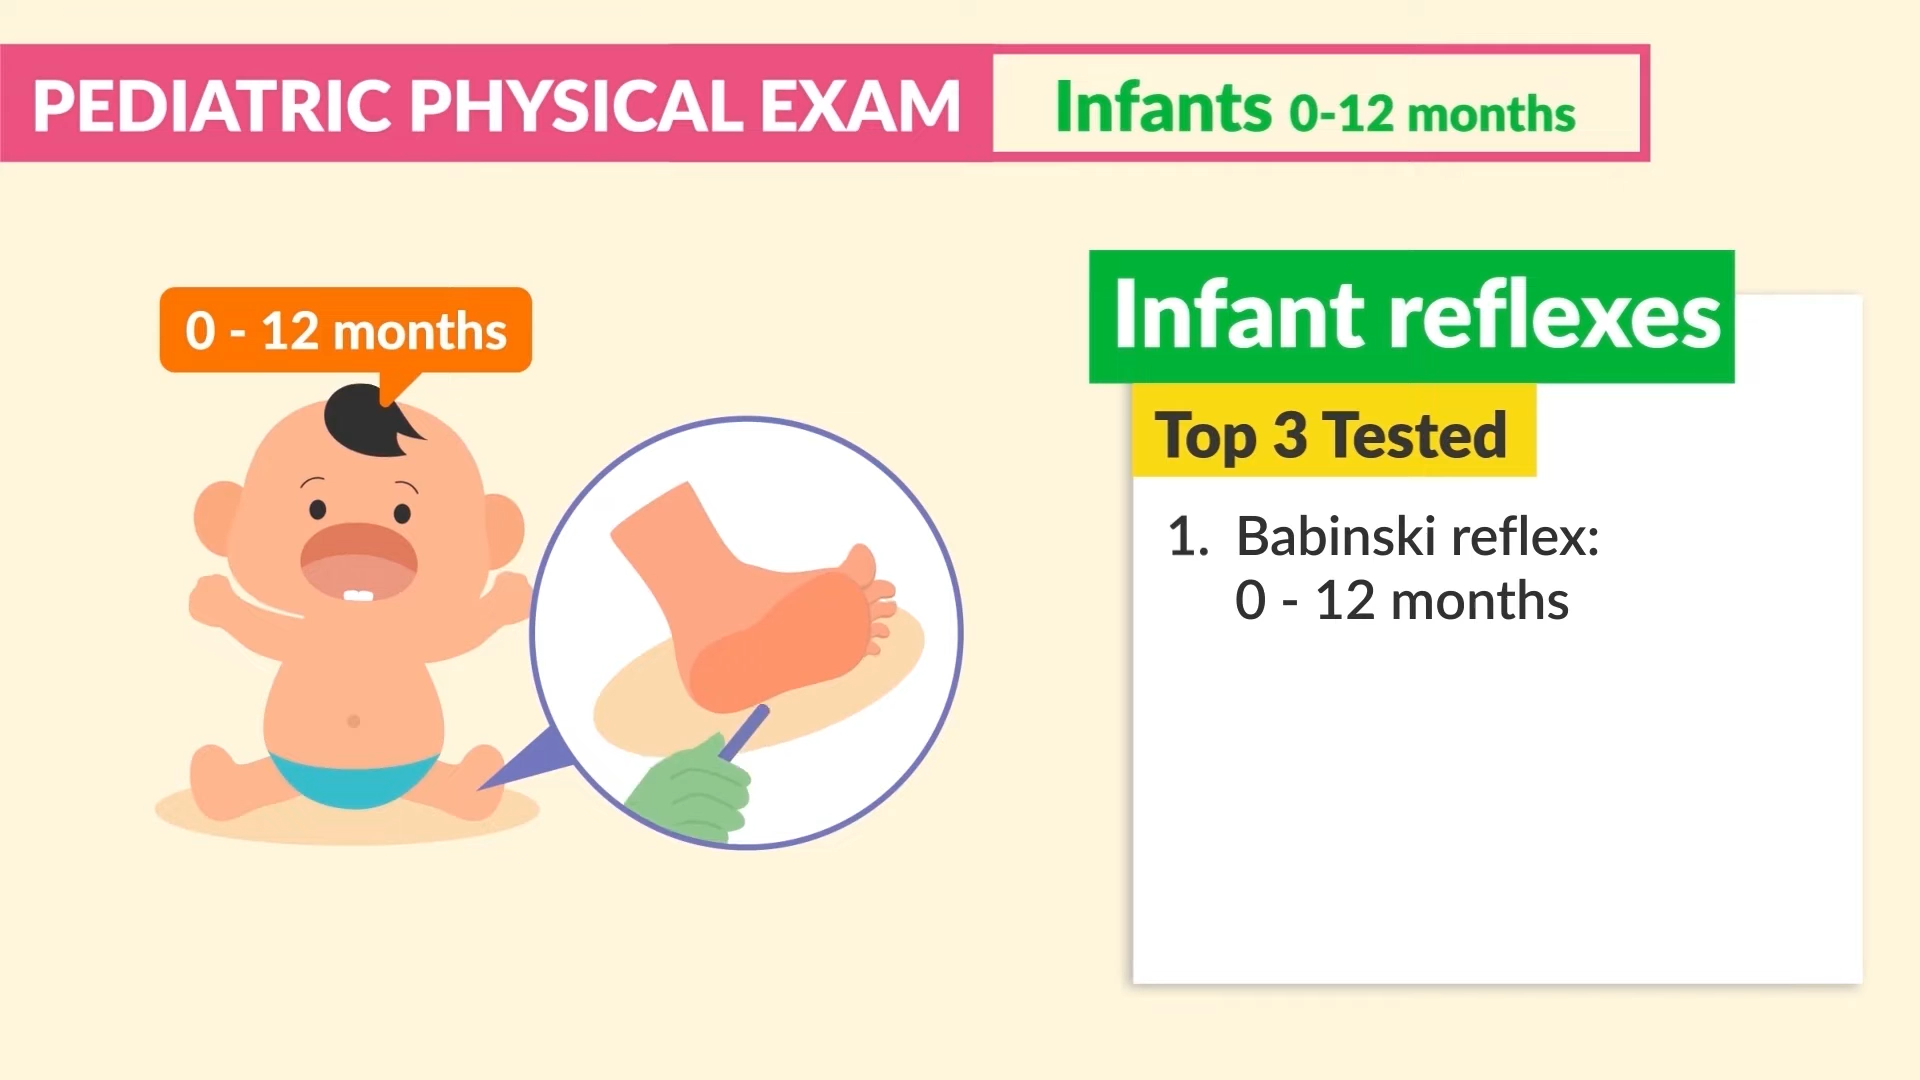 PEDIATRIC PHYSICAL EXAM
Infants 0-12 months
0 - 12 months
Infant reflexes
Top 3 Tested
1. Babinski reflex:
0 - 12 months